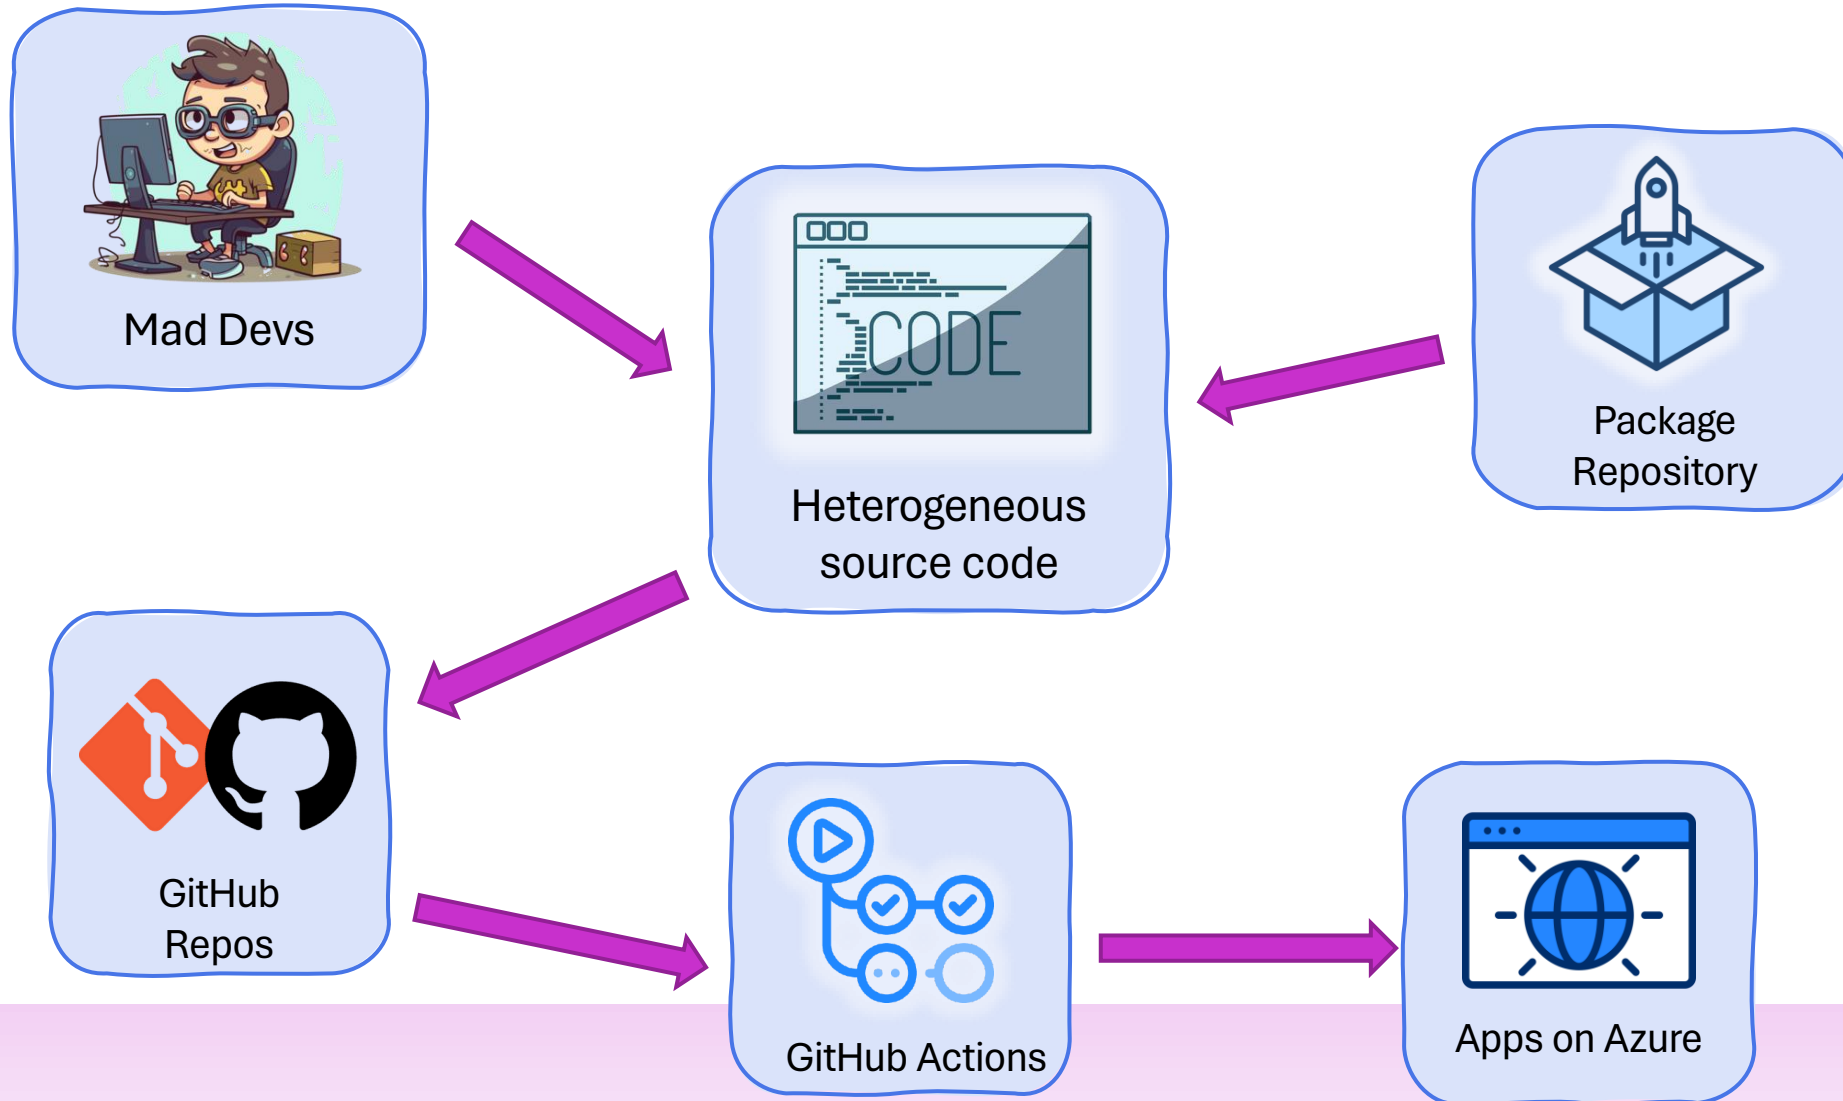 Mad Devs
CODE
Heterogeneous
source code
Package
Repository
GitHub
Repos
GitHub Actions
Apps on Azure